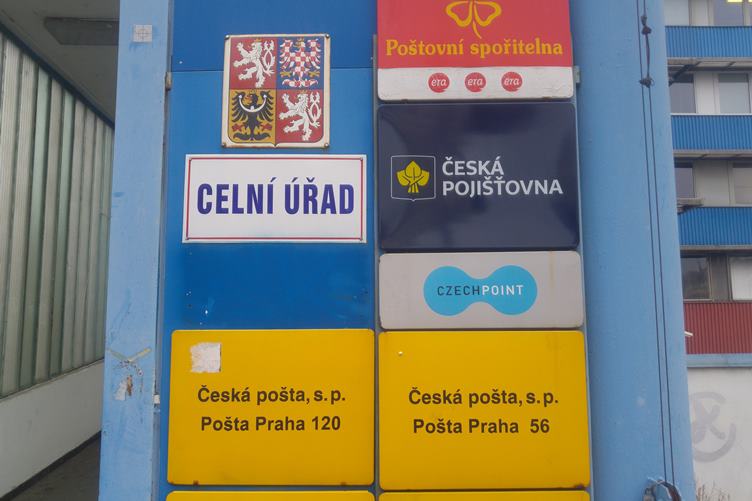 Poštovní spořitelna
era era era
CELNÍ ÚŘAD
ČESKÁ
POJIŠŤOVNA
CZECHPOINT
Česká pošta, s.p.
Pošta Praha 120
Česká pošta, s.p.
Pošta Praha 56